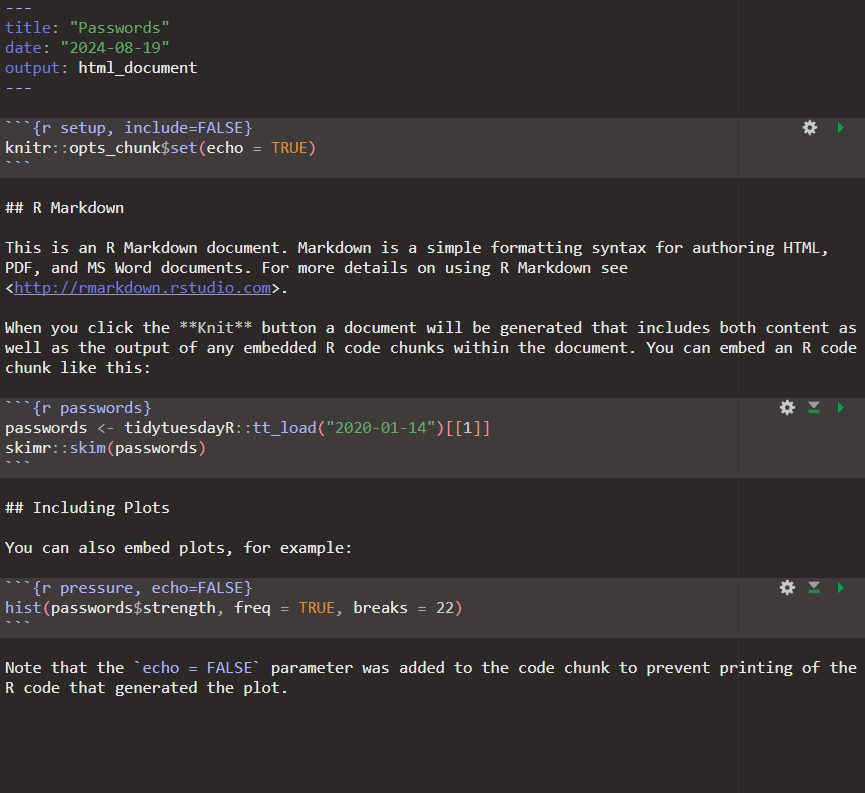 ---
title: "Passwords"
date: "2024-08-19"
output: html_document
---
```{r setup, include=FALSE}
knitr::opts_chunk$set(echo = TRUE)
```
## R Markdown
This is an R Markdown document. Markdown is a simple formatting syntax for authoring HTML,
PDF, and MS Word documents. For more details on using R Markdown see
<http://rmarkdown.rstudio.com>.
When you click the **Knit** button a document will be generated that includes both content as
well as the output of any embedded R code chunks within the document. You can embed an R code
chunk like this:
```{r passwords}
passwords <- tidytuesdayR::tt_load("2020-01-14")[[1]]
skimr::skim(passwords)
```
## Including Plots
You can also embed plots, for example:
```{r pressure, echo=FALSE}
hist(passwords$strength, freq = TRUE, breaks = 22)
```
Note that the `echo = FALSE` parameter was added to the code chunk to prevent printing of the
R code that generated the plot.